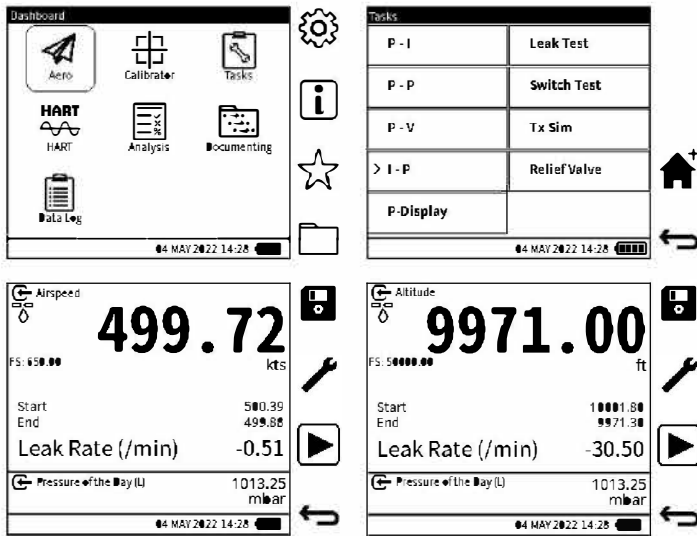 Dashboard
Aero
Calibrator
Tasks
HART
HART
Analysis
Documenting
Data Log
04 MAY 2022 14:28
Tasks
P - I
Leak Test
P - P
Switch Test
P - V
Tx Sim
> I - P
Relief Valve
P-Display
04 MAY 2022 14:28
Airspeed
499.72
FS: 650.00
kts
Start 500.39
End 499.88
Leak Rate (/min) -0.51
Pressure of the Day (L) 1013.25
mbar
04 MAY 2022 14:28
Altitude
9971.00
FS: 50000.00
ft
Start 10001.80
End 9971.30
Leak Rate (/min) -30.50
Pressure of the Day (L) 1013.25
mbar
04 MAY 2022 14:28